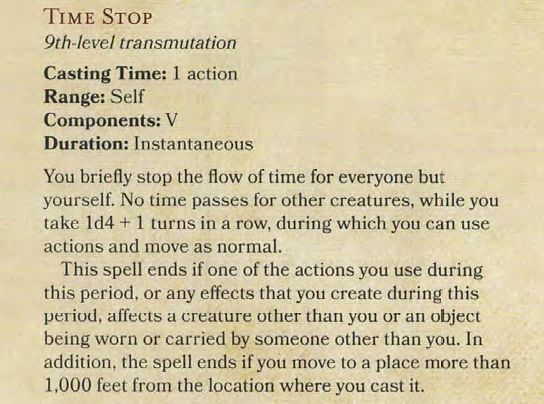 TIME STOP
9th-level transmutation
Casting Time: 1 action
Range: Self
Components: V
Duration: Instantaneous
You briefly stop the flow of time for everyone but
yourself. No time passes for other creatures, while you
take 1d4 + 1 turns in a row, during which you can use
actions and move as normal.
This spell ends if one of the actions you use during
this period, or any effects that you create during this
period, affects a creature other than you or an object
being worn or carried by someone other than you. In
addition, the spell ends if you move to a place more than
1,000 feet from the location where you cast it.